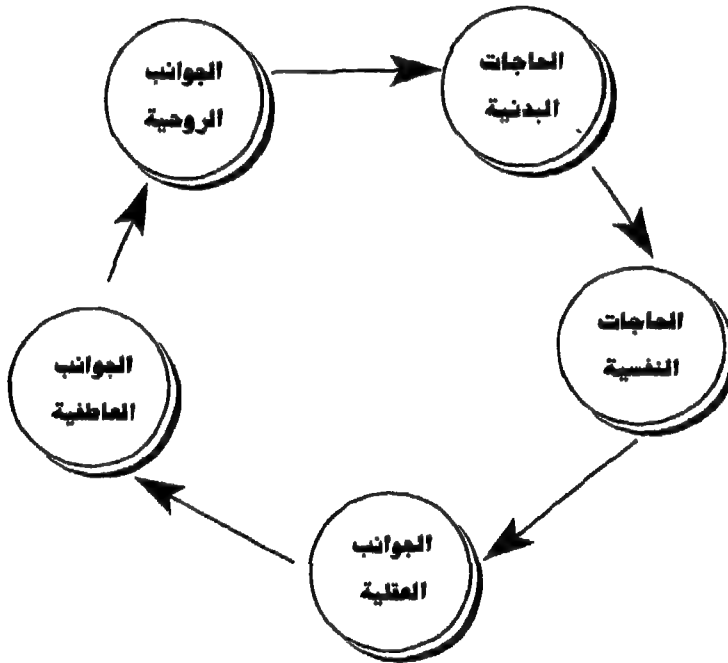 الحاجات
البدنية
الحاجات
النفسية
الجوانب
العقلية
الجوانب
العاطفية
الجوانب
الروحية